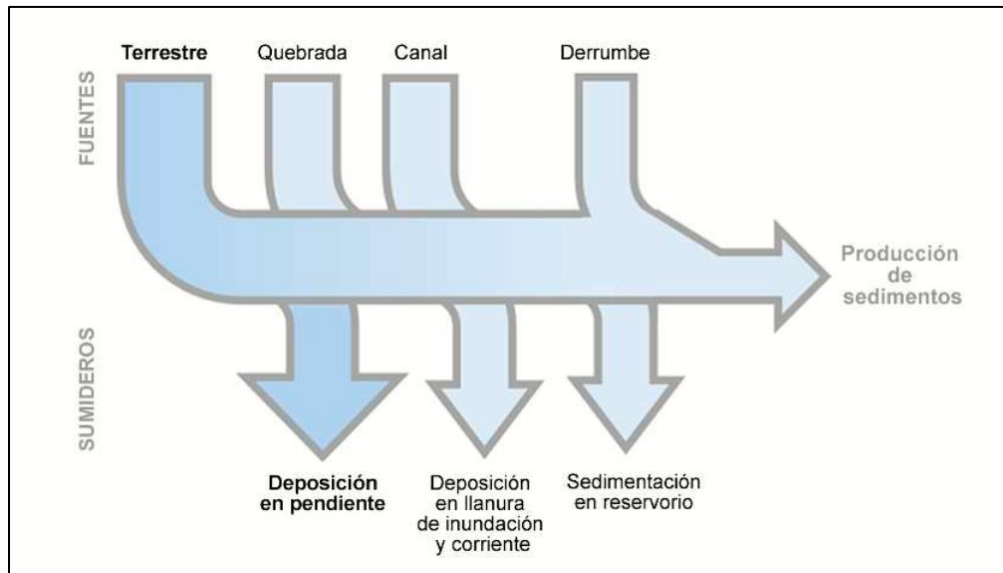 Terrestre
Quebrada
Canal
Derrumbe
FUENTES
Producción
de
sedimentos
SUMIDEROS
Deposición
en pendiente
Deposición
en llanura
de inundación
y corriente
Sedimentación
en reservorio